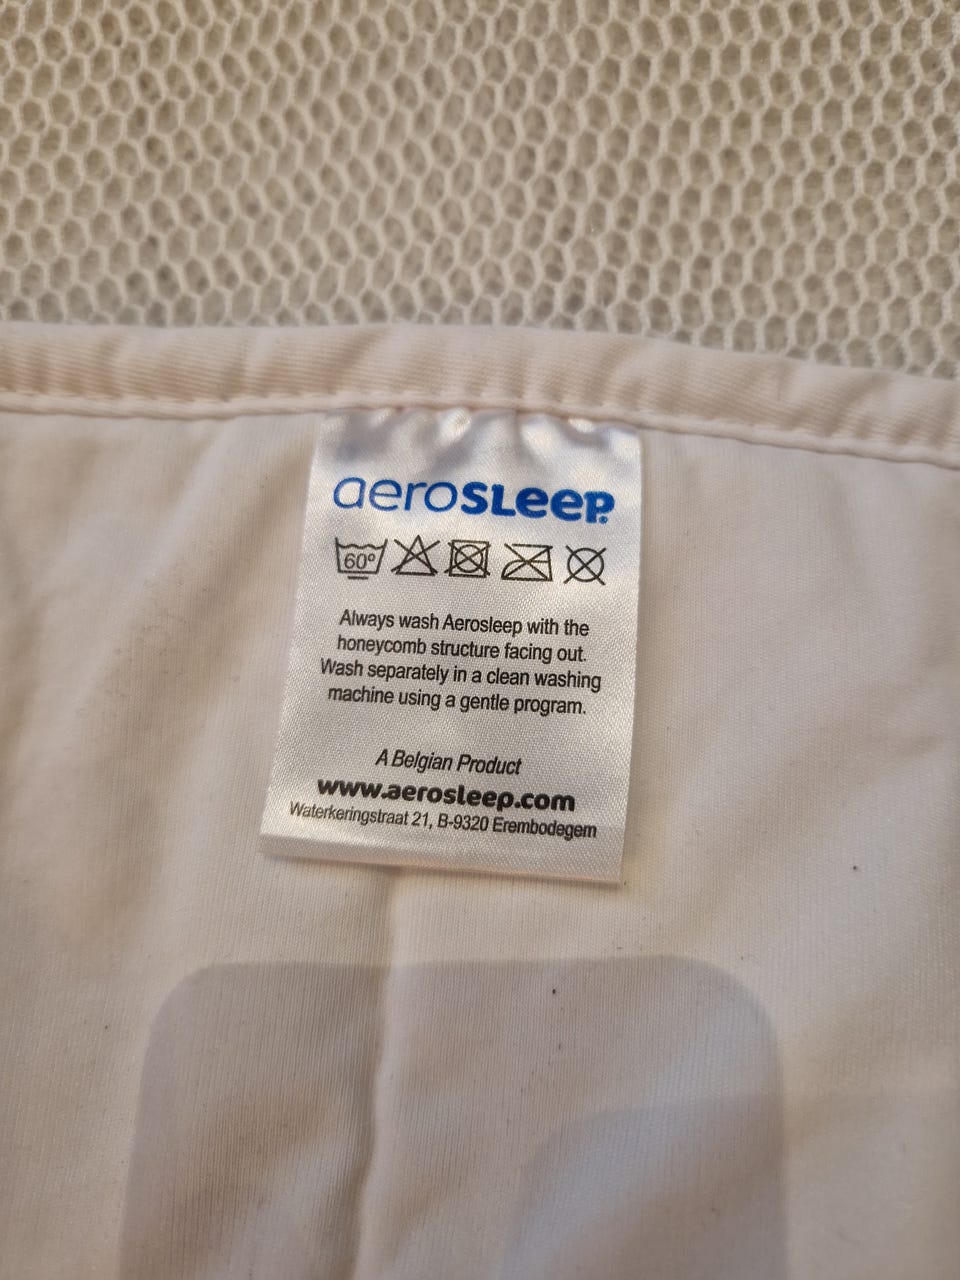 aerosleep®
60°
Always wash Aerosleep with the
honeycomb structure facing out.
Wash separately in a clean washing
machine using a gentle program.
A Belgian Product
www.aerosleep.com
Waterkeringstraat 21, B-9320 Erembodegem